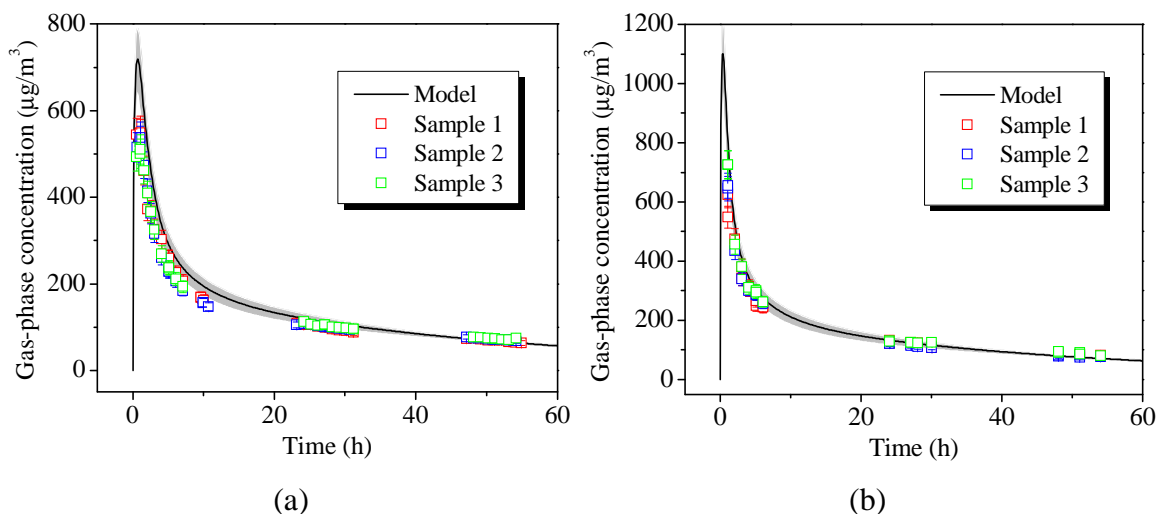 Gas-phase concentration (μg/m³)
800
600
400
200
0
Model
Sample 1
Sample 2
Sample 3
0
20
40
60
Time (h)
(a)
Gas-phase concentration (μg/m³)
1200
1000
800
600
400
200
0
Model
Sample 1
Sample 2
Sample 3
0
20
40
60
Time (h)
(b)